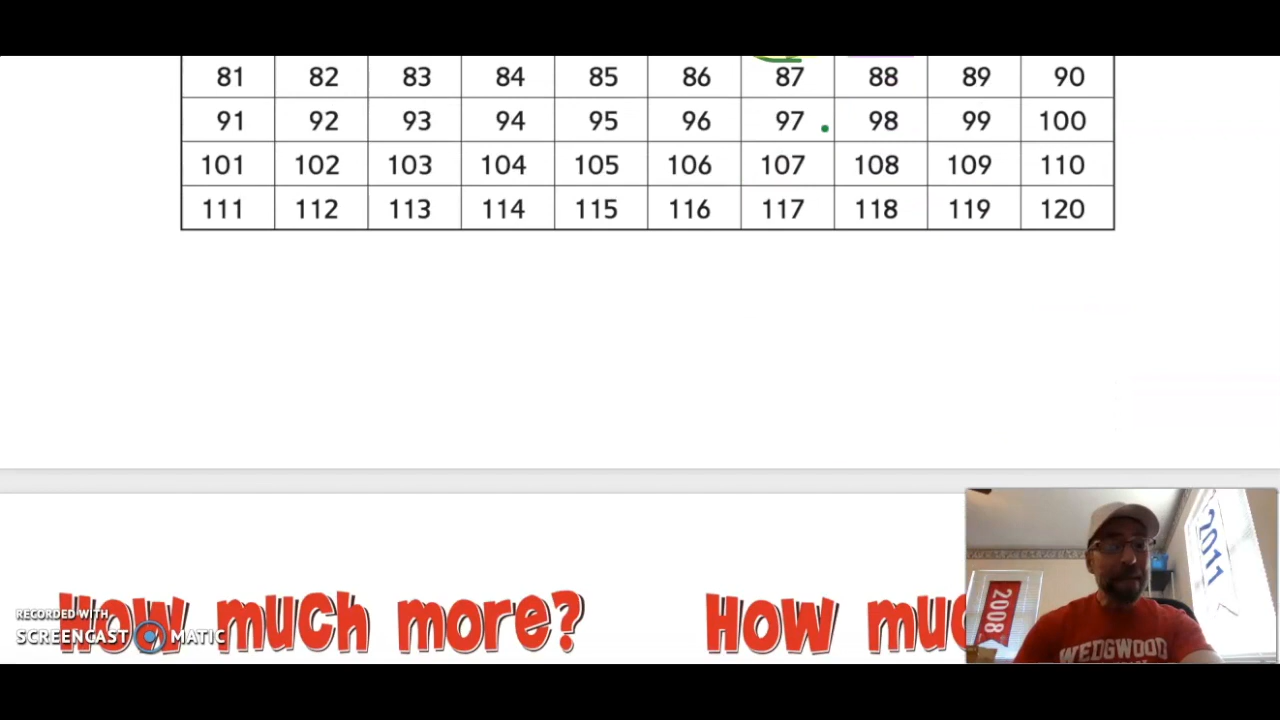 81 82 83 84 85 86 87 88 89 90
91 92 93 94 95 96 97 98 99 100
101 102 103 104 105 106 107 108 109 110
111 112 113 114 115 116 117 118 119 120
2011
2008
How much more? How muc
RECORDED WITH
SCREENCAST MATIC
WEDGWOOD